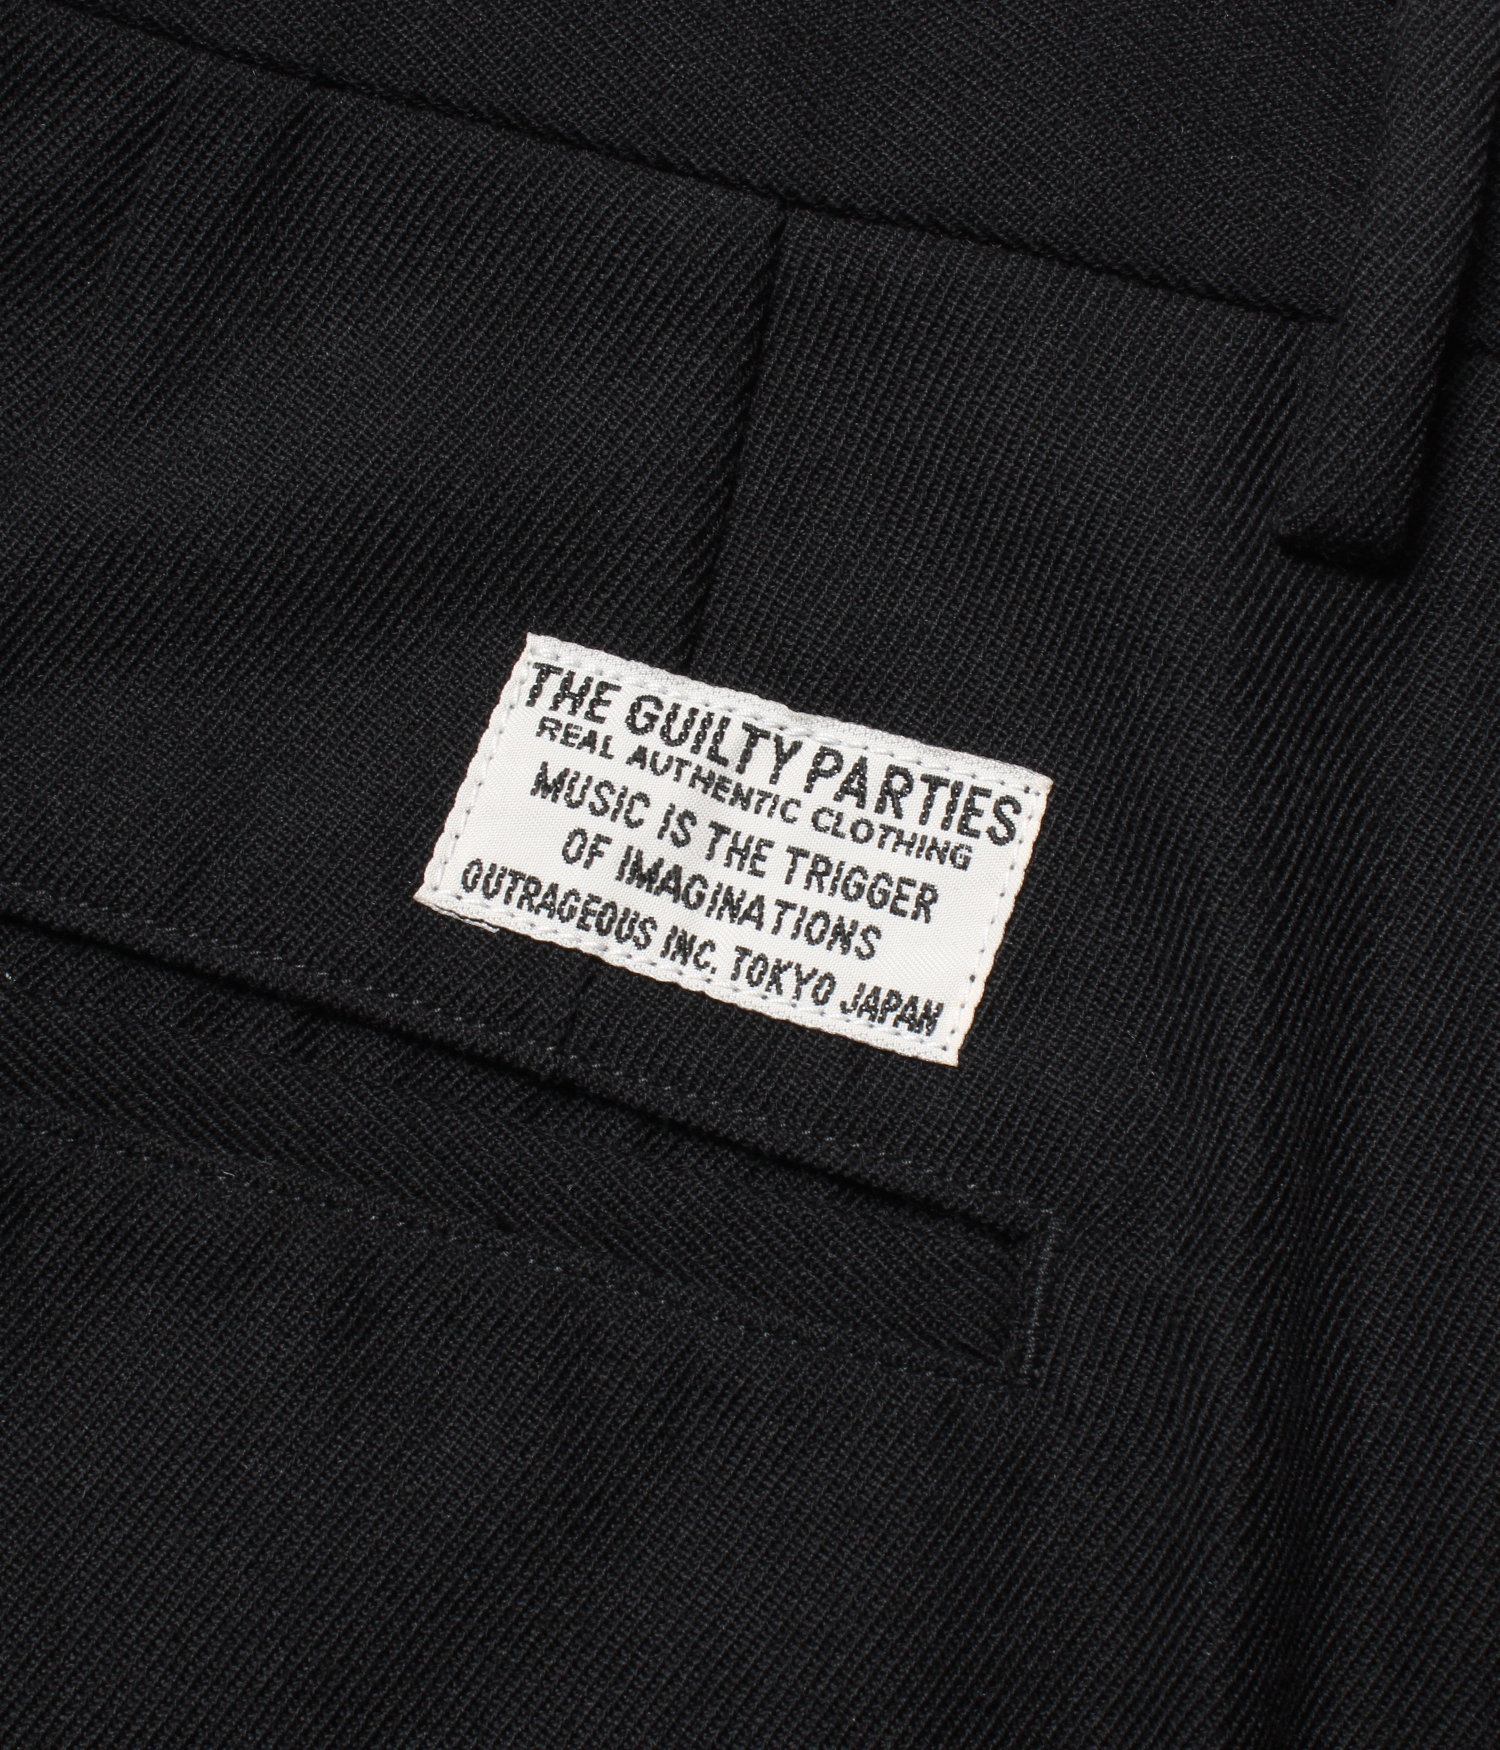 THE GUILTY PARTIES
REAL AUTHENTIC CLOTHING
MUSIC IS THE TRIGGER
OF IMAGINATIONS
OUTRAGEOUS INC. TOKYO JAPAN